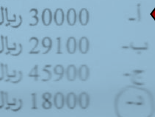 أ- 30000 ريال
ب- 29100 ريال
ج- 45900 ريال
د- 18000 ريال